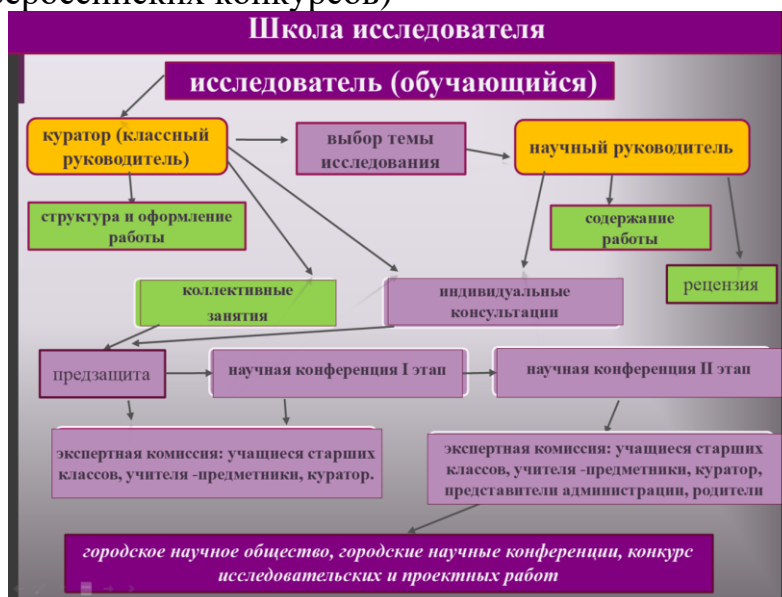 всероссийских конкурсов)
Школа исследователя
исследователь (обучающийся)
куратор (классный
руководитель)
выбор темы
исследования
научный руководитель
структура и оформление
работы
содержание
работы
рецензия
коллективные
занятия
индивидуальные
консультации
предзащита
научная конференция I этап
научная конференция II этап
экспертная комиссия: учащиеся старших
классов, учителя -предметники, куратор.
экспертная комиссия: учащиеся старших
классов, учителя -предметники, куратор,
представители администрации, родители
городское научное общество, городские научные конференции, конкурс
исследовательских и проектных работ